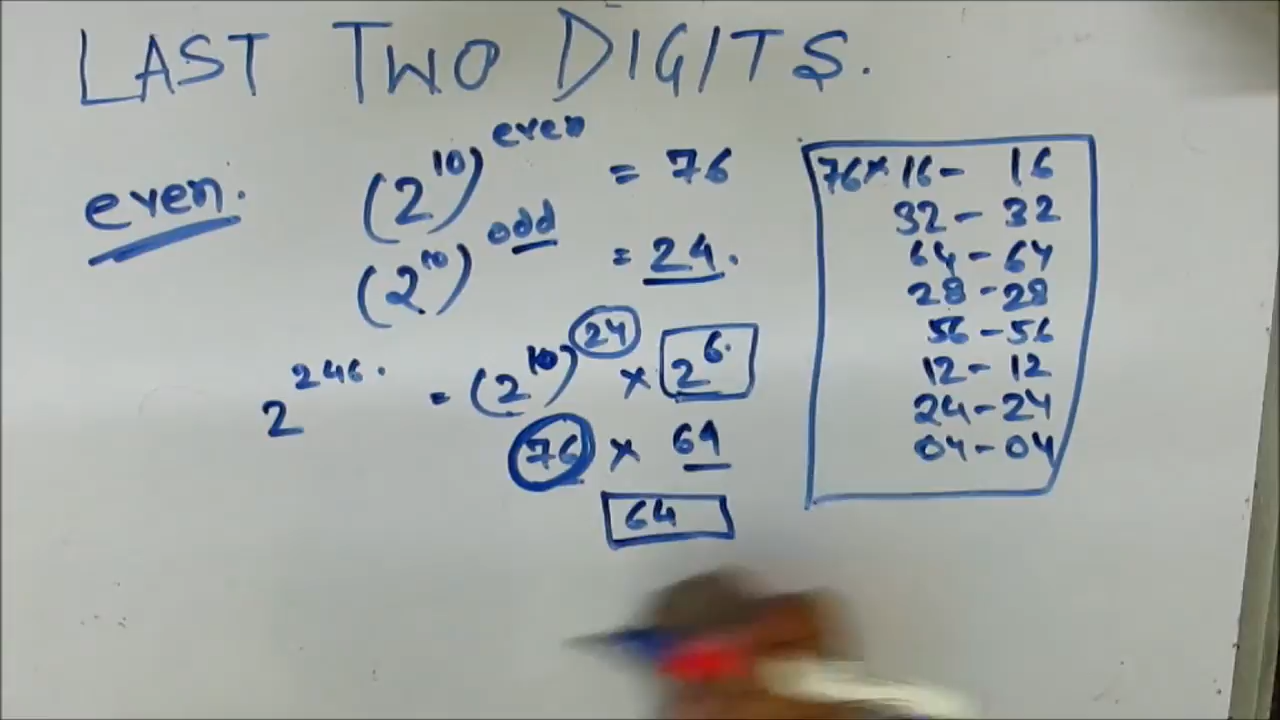 LAST TWO DIGITS.
even. (2^10)^even = 76
(2^10)^odd = 24.
2^246. = (2^10)^24 × 2^6.
76 × 64
64
76× 16 - 16
32 - 32
64 - 64
28 - 28
56 - 56
12 - 12
24 - 24
04 - 04